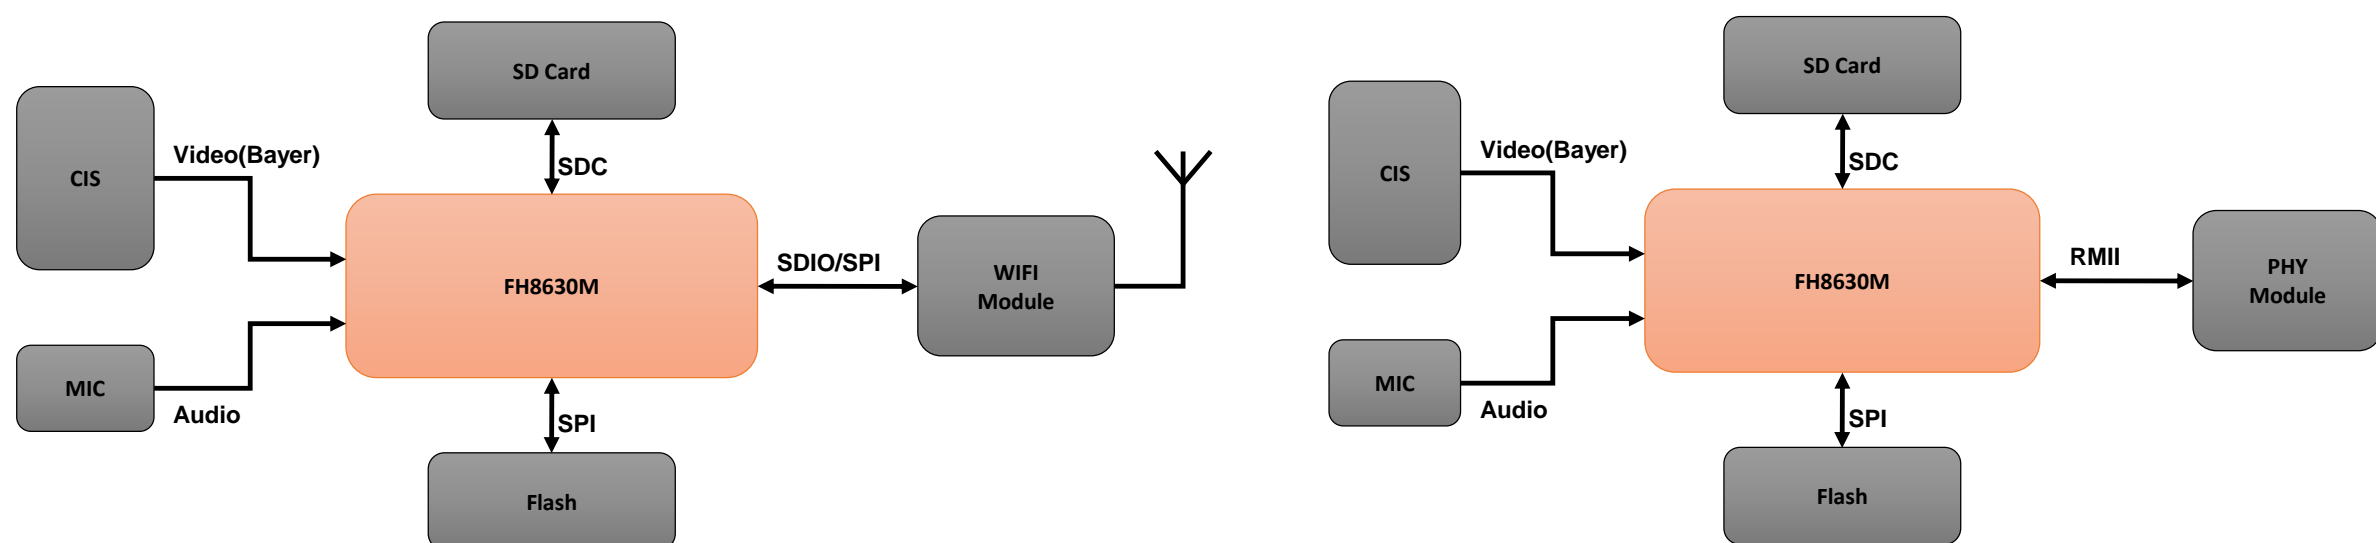 SD Card
CIS
Video(Bayer)
SDC
FH8630M
SDIO/SPI
WIFI
Module
MIC
Audio
SPI
Flash
SD Card
CIS
Video(Bayer)
SDC
FH8630M
RMII
PHY
Module
MIC
Audio
SPI
Flash